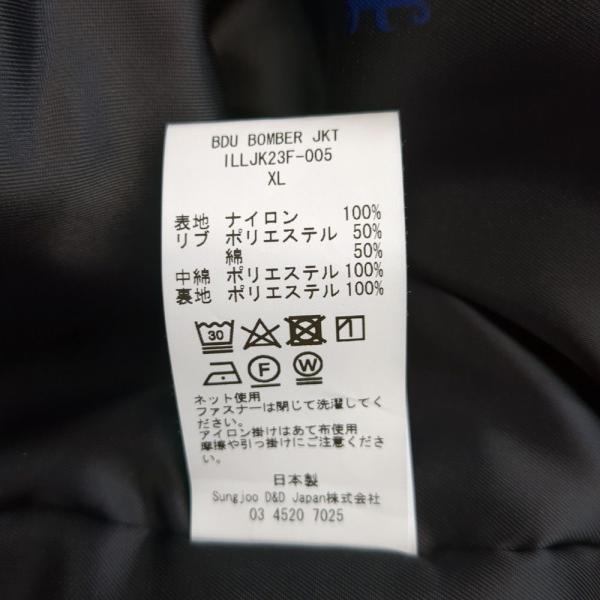 BDU BOMBER JKT
ILLJK23F-005
XL
表地 ナイロン 100%
リブ ポリエステル 50%
綿 50%
中綿 ポリエステル 100%
裏地 ポリエステル 100%
30
F
W
ネット使用
ファスナーは閉じて洗濯してく
ださい。
アイロン掛けはあて布使用
摩擦や引っ掛けにご注意くださ
い。
日本製
Sungjoo D&D Japan株式会社
03 4520 7025